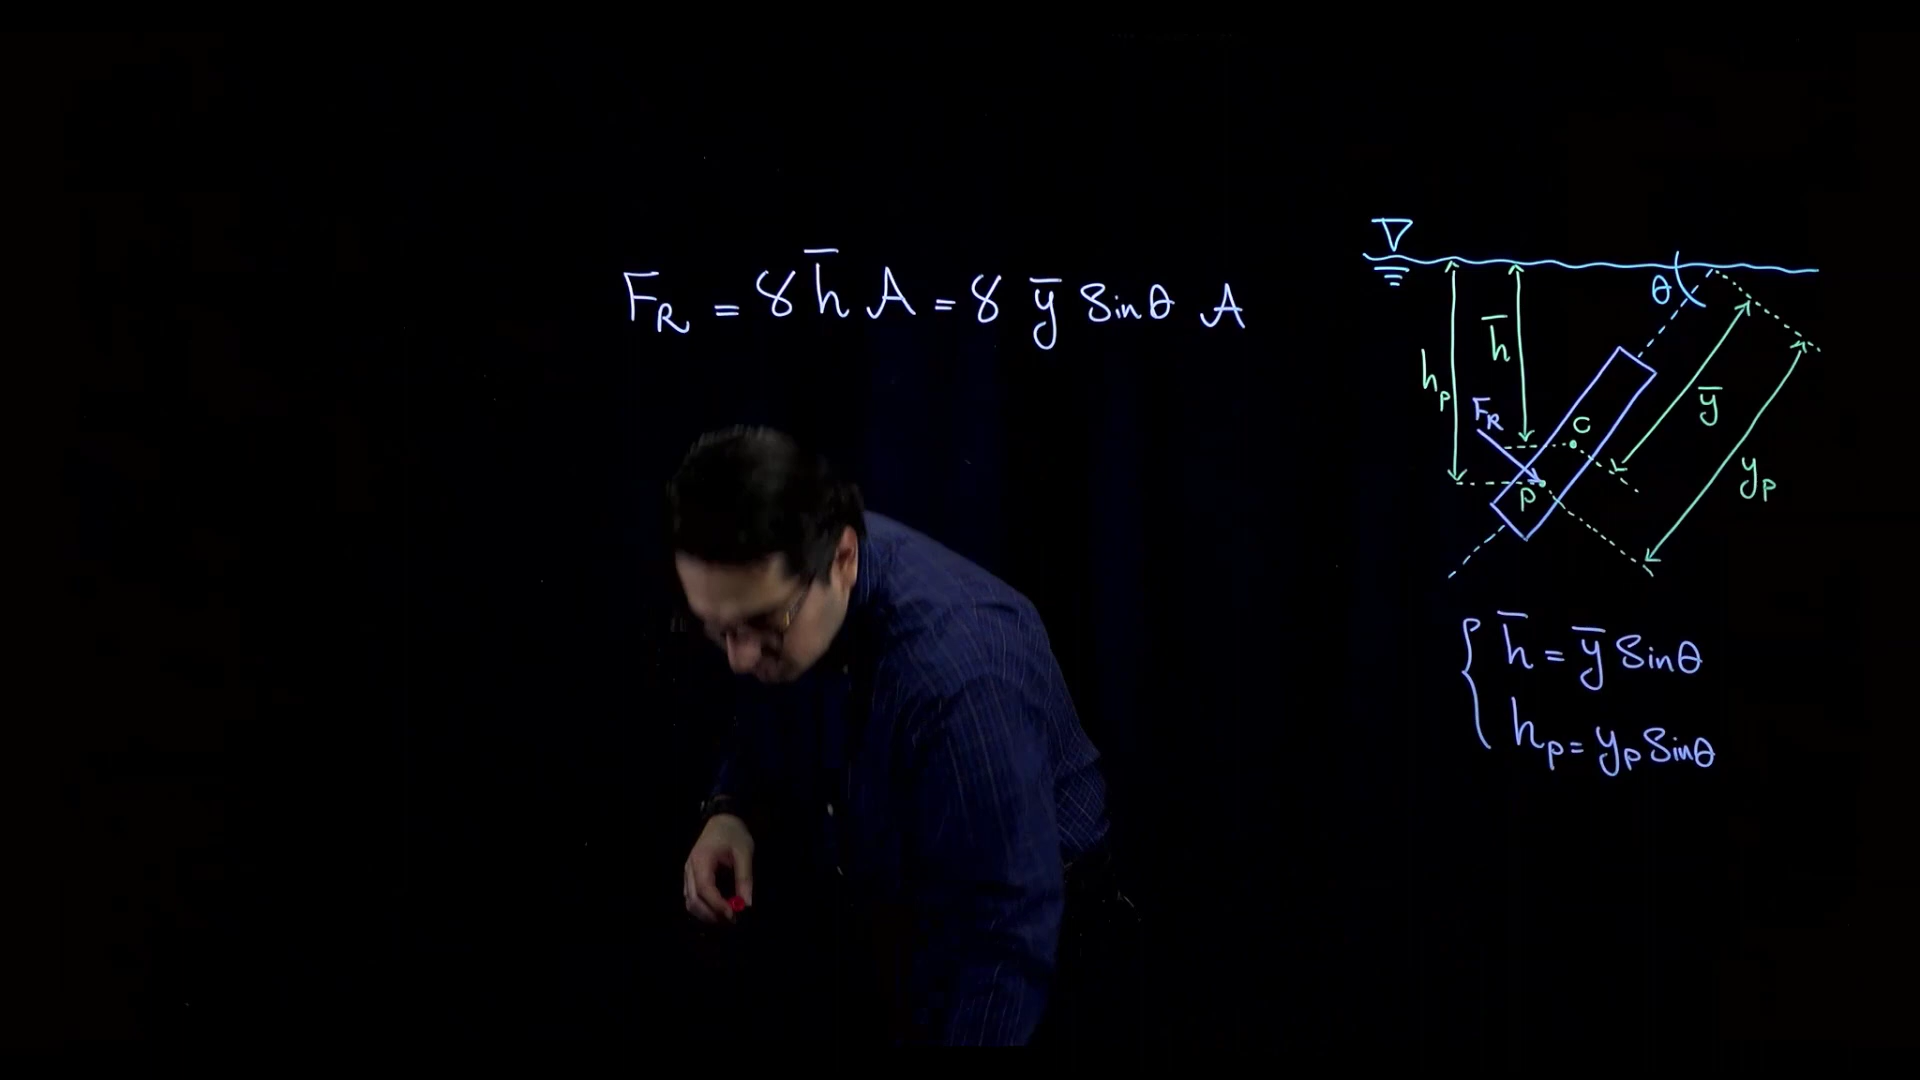 F_R = γ h̄ A = γ ȳ Sinθ A
θ
h̄
h_p
F_R
C
ȳ
P
y_p
h̄ = ȳ Sinθ
h_p = y_p Sinθ